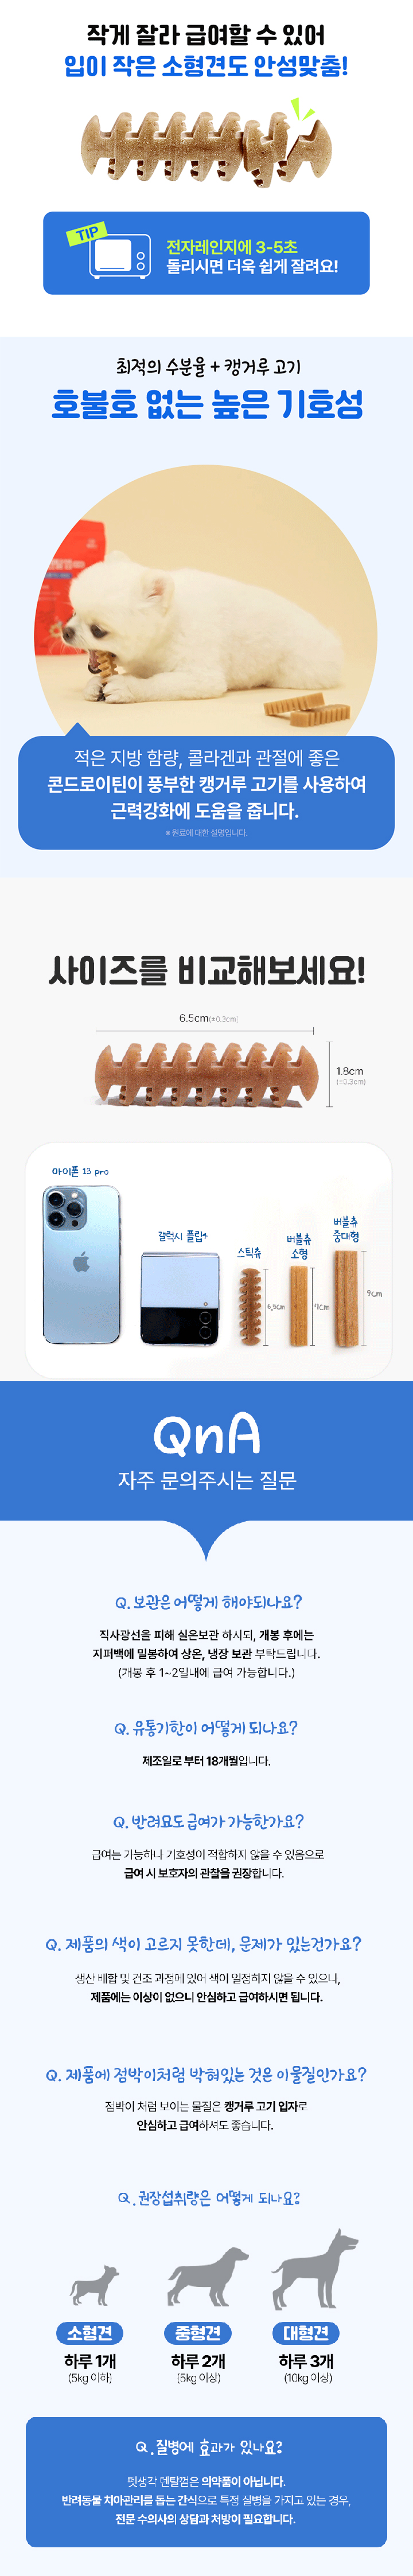 작게 잘라 급여할 수 있어
입이 작은 소형견도 안성맞춤!
TIP
전자레인지에 3-5초
돌리시면 더욱 쉽게 잘려요!
최적의 수분율 + 캥거루 고기
호불호 없는 높은 기호성
적은 지방 함량, 콜라겐과 관절에 좋은
콘드로이틴이 풍부한 캥거루 고기를 사용하여
근력강화에 도움을 줍니다.
※ 원료에 대한 설명입니다.
사이즈를 비교해보세요!
6.5cm(±0.3cm)
1.8cm
(±0.3cm)
아이폰 13 pro
갤럭시 플립4
스틱츄
버블츄
소형
버블츄
중대형
6.5cm
7cm
9cm
QnA
자주 문의주시는 질문
Q. 보관은 어떻게 해야되나요?
직사광선을 피해 실온보관 하시되, 개봉 후에는
지퍼백에 밀봉하여 상온, 냉장 보관 부탁드립니다.
(개봉 후 1~2일내에 급여 가능합니다.)
Q. 유통기한이 어떻게 되나요?
제조일로 부터 18개월입니다.
Q. 반려묘도 급여가 가능한가요?
급여는 가능하나 기호성이 적합하지 않을 수 있음으로
급여 시 보호자의 관찰을 권장합니다.
Q. 제품의 색이 고르지 못한데, 문제가 있는건가요?
생산 배합 및 건조 과정에 있어 색이 일정하지 않을 수 있으나,
제품에는 이상이 없으니 안심하고 급여하시면 됩니다.
Q. 제품에 점박이처럼 박혀있는 것은 이물질인가요?
점박이 처럼 보이는 물질은 캥거루 고기 입자로
안심하고 급여하셔도 좋습니다.
Q. 권장섭취량은 어떻게 되나요?
소형견
중형견
대형견
하루 1개
하루 2개
하루 3개
(5kg 이하)
(5kg 이상)
(10kg 이상)
Q. 질병에 효과가 있나요?
펫생각 덴탈껌은 의약품이 아닙니다.
반려동물 치아관리를 돕는 간식으로 특정 질병을 가지고 있는 경우,
전문 수의사의 상담과 처방이 필요합니다.